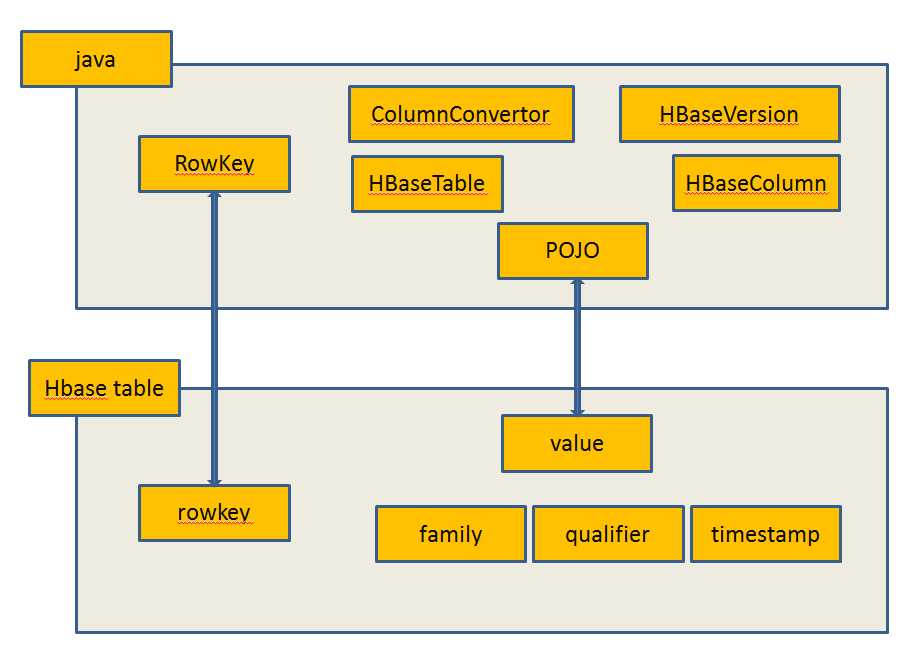 java
ColumnConvertor
HBaseVersion
RowKey
HBaseTable
HBaseColumn
POJO
Hbase table
value
rowkey
family
qualifier
timestamp